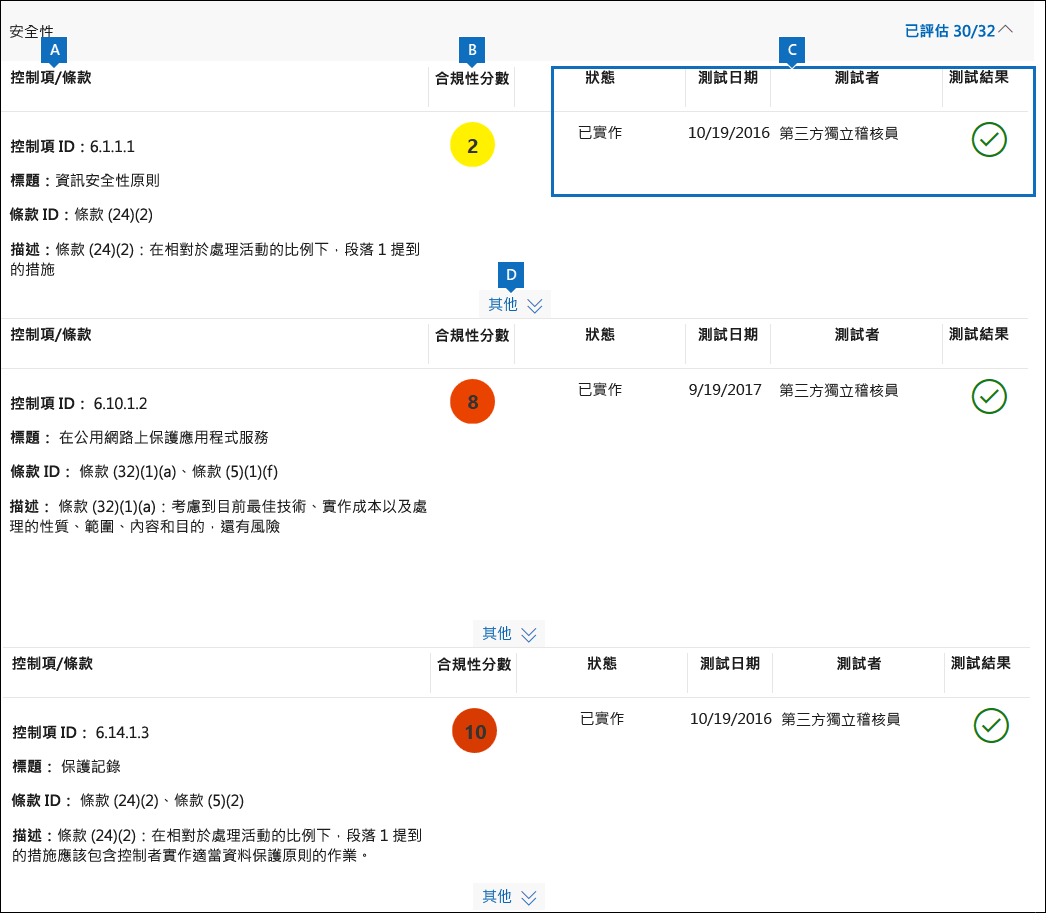 安全性
已評估 30/32
A
B
C
控制項/條款
合規性分數
狀態
測試日期
測試者
測試結果
控制項 ID：6.1.1.1
2
已實作
10/19/2016
第三方獨立稽核員
標題：資訊安全性原則
條款 ID：條款 (24)(2)
描述：條款 (24)(2)：在相對於處理活動的比例下，段落 1 提到
的措施
D
其他
控制項/條款
合規性分數
狀態
測試日期
測試者
測試結果
控制項 ID： 6.10.1.2
8
已實作
9/19/2017
第三方獨立稽核員
標題： 在公用網路上保護應用程式服務
條款 ID： 條款 (32)(1)(a)、條款 (5)(1)(f)
描述： 條款 (32)(1)(a)：考慮到目前最佳技術、實作成本以及處
理的性質、範圍、內容和目的，還有風險
其他
控制項/條款
合規性分數
狀態
測試日期
測試者
測試結果
控制項 ID： 6.14.1.3
10
已實作
10/19/2016
第三方獨立稽核員
標題： 保護記錄
條款 ID： 條款 (24)(2)、條款 (5)(2)
描述：條款 (24)(2)：在相對於處理活動的比例下，段落 1 提到
的措施應該包含控制者實作適當資料保護原則的作業。
其他